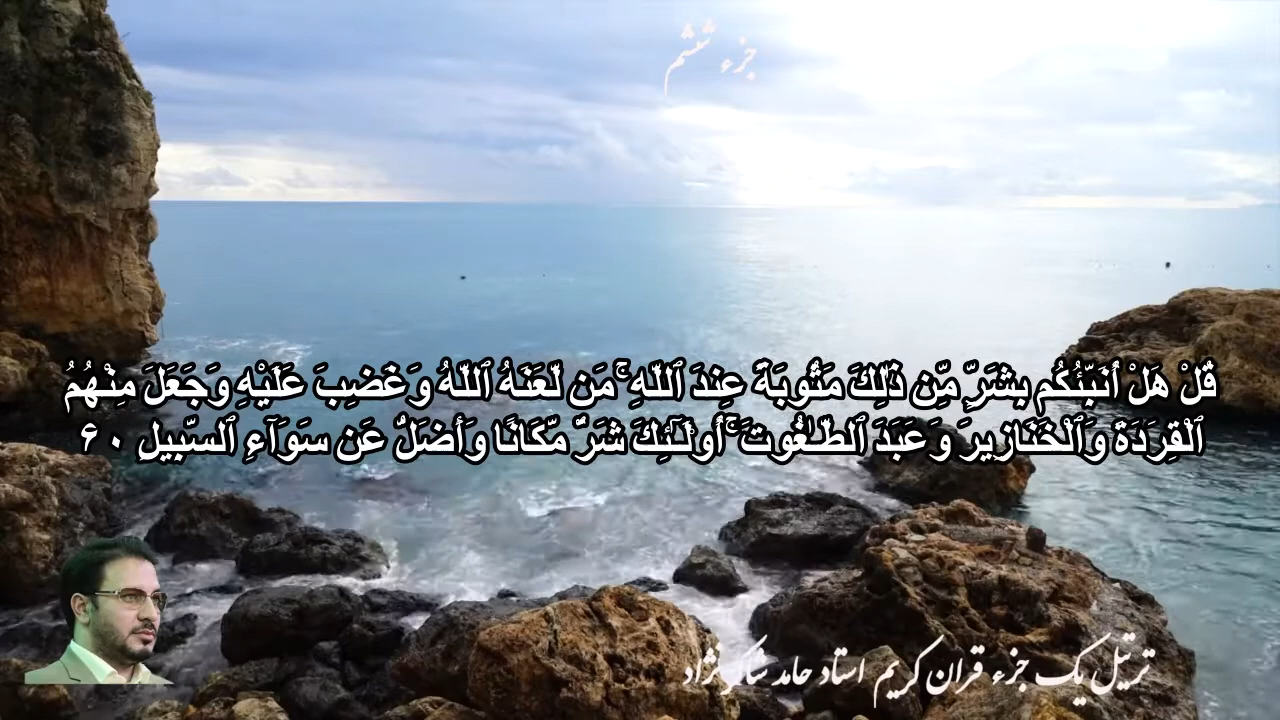 جزء ششم
قُلْ هَلْ أُنَبِّئُكُم بِشَرٍّ مِّن ذَٰلِكَ مَثُوبَةً عِندَ ٱللَّهِ ۚ مَن لَّعَنَهُ ٱللَّهُ وَغَضِبَ عَلَيْهِ وَجَعَلَ مِنْهُمُ
ٱلْقِرَدَةَ وَٱلْخَنَازِيرَ وَعَبَدَ ٱلطَّٰغُوتَ ۚ أُو۟لَٰٓئِكَ شَرٌّ مَّكَانًا وَأَضَلُّ عَن سَوَآءِ ٱلسَّبِيلِ ۶۰
ترتیل یک جزء قران کریم استاد حامد شاکرنژاد